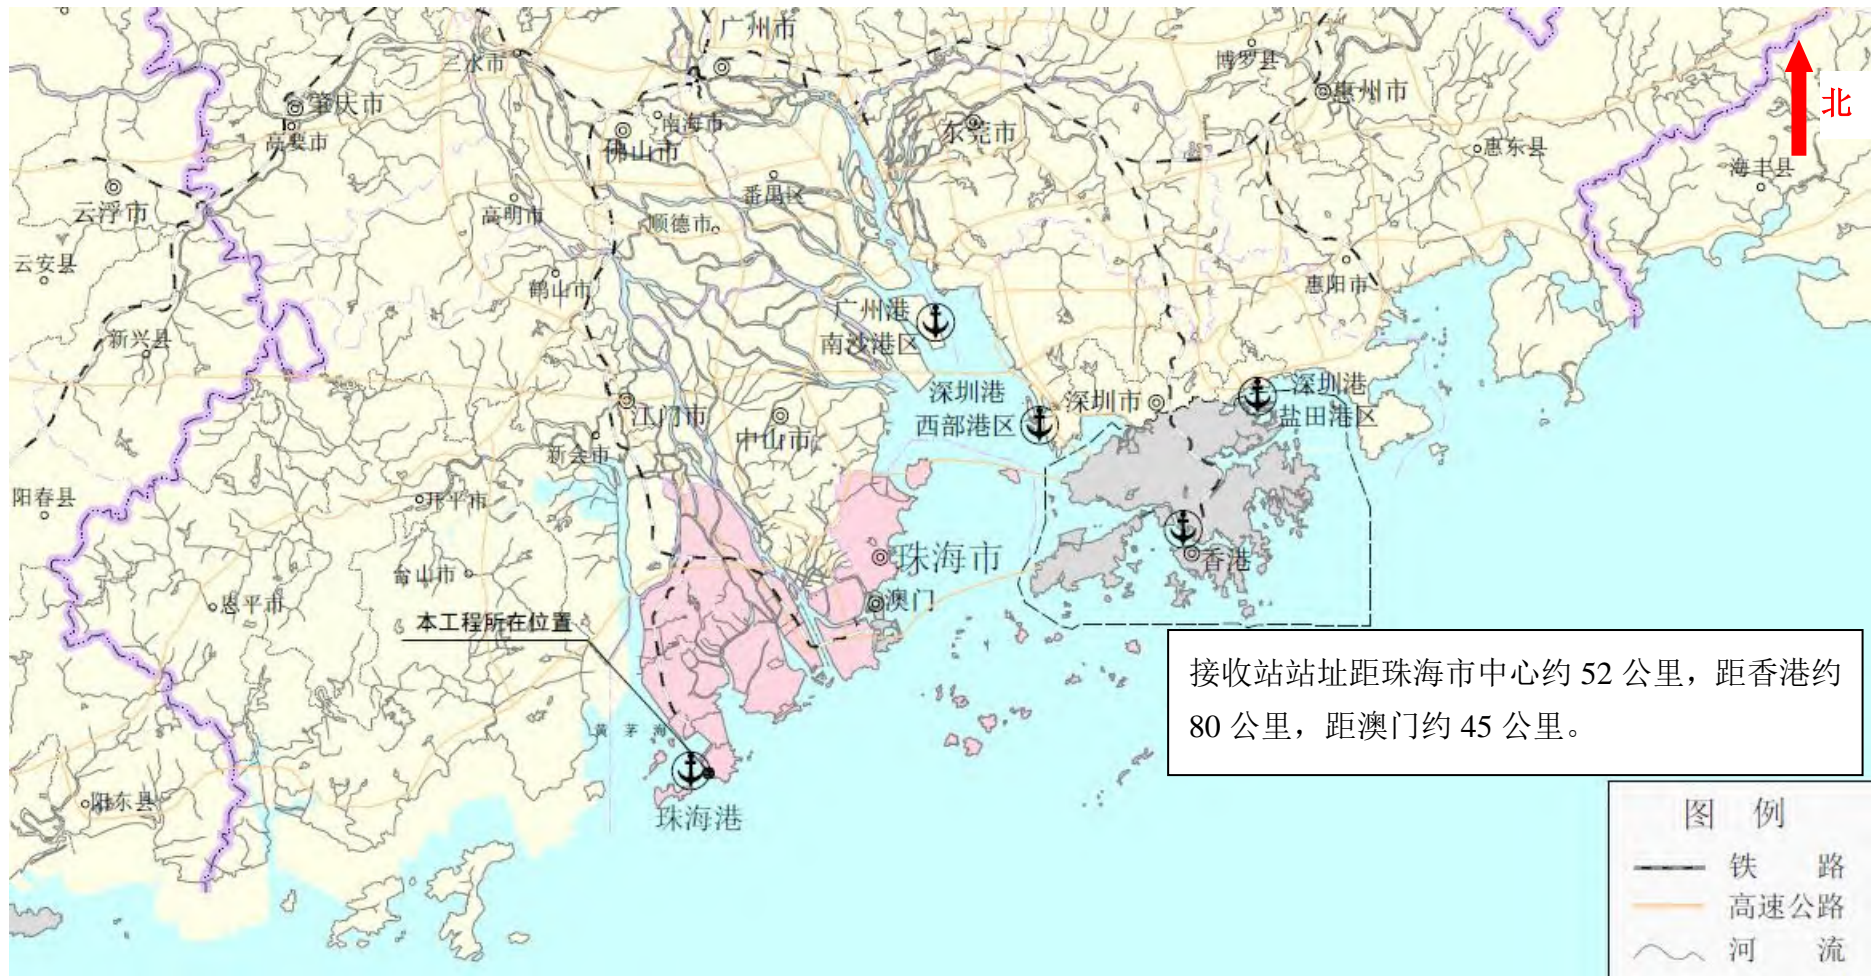 广州市
三水市
博罗县
肇庆市
惠州市
北
高要市
南海市
佛山市
东莞市
惠东县
海丰县
云浮市
高明市
番禺区
顺德市
云安县
鹤山市
惠阳市
新兴县
广州港
南沙港区
深圳港
西部港区
深圳市
深圳港
盐田港区
江门市
中山市
新会市
阳春县
开平市
珠海市
香港
台山市
恩平市
澳门
本工程所在位置
接收站站址距珠海市中心约 52 公里，距香港约
80 公里，距澳门约 45 公里。
黄 茅 海
阳东县
珠海港
图 例
铁 路
高速公路
河 流